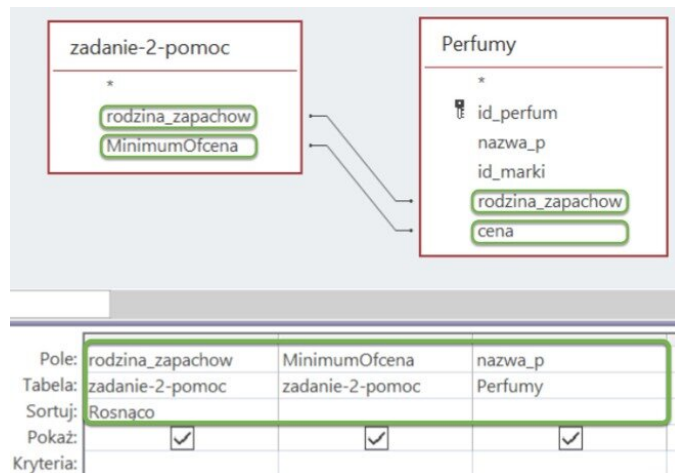 zadanie-2-pomoc
*
rodzina_zapachow
MinimumOfcena
Perfumy
*
id_perfum
nazwa_p
id_marki
rodzina_zapachow
cena
Pole: rodzina_zapachow MinimumOfcena nazwa_p
Tabela: zadanie-2-pomoc zadanie-2-pomoc Perfumy
Sortuj: Rosnąco
Pokaż:
Kryteria: